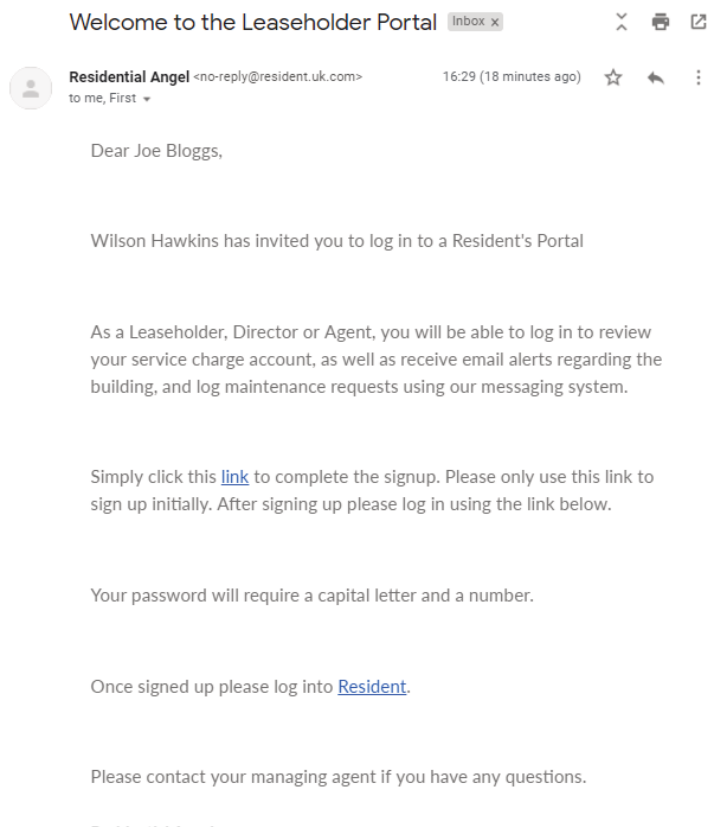 Welcome to the Leaseholder Portal Inbox x
Residential Angel <no-reply@resident.uk.com> 16:29 (18 minutes ago)
to me, First
Dear Joe Bloggs,
Wilson Hawkins has invited you to log in to a Resident's Portal
As a Leaseholder, Director or Agent, you will be able to log in to review
your service charge account, as well as receive email alerts regarding the
building, and log maintenance requests using our messaging system.
Simply click this link to complete the signup. Please only use this link to
sign up initially. After signing up please log in using the link below.
Your password will require a capital letter and a number.
Once signed up please log into Resident.
Please contact your managing agent if you have any questions.